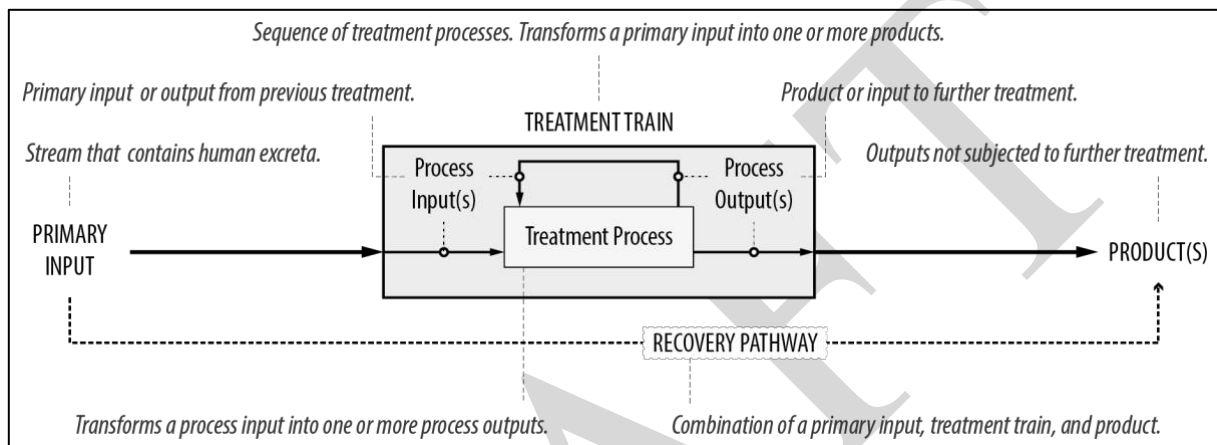 Sequence of treatment processes. Transforms a primary input into one or more products.
Primary input or output from previous treatment.
Product or input to further treatment.
TREATMENT TRAIN
Stream that contains human excreta.
Outputs not subjected to further treatment.
Process
Input(s)
Process
Output(s)
PRIMARY
INPUT
Treatment Process
PRODUCT(S)
RECOVERY PATHWAY
Transforms a process input into one or more process outputs.
Combination of a primary input, treatment train, and product.